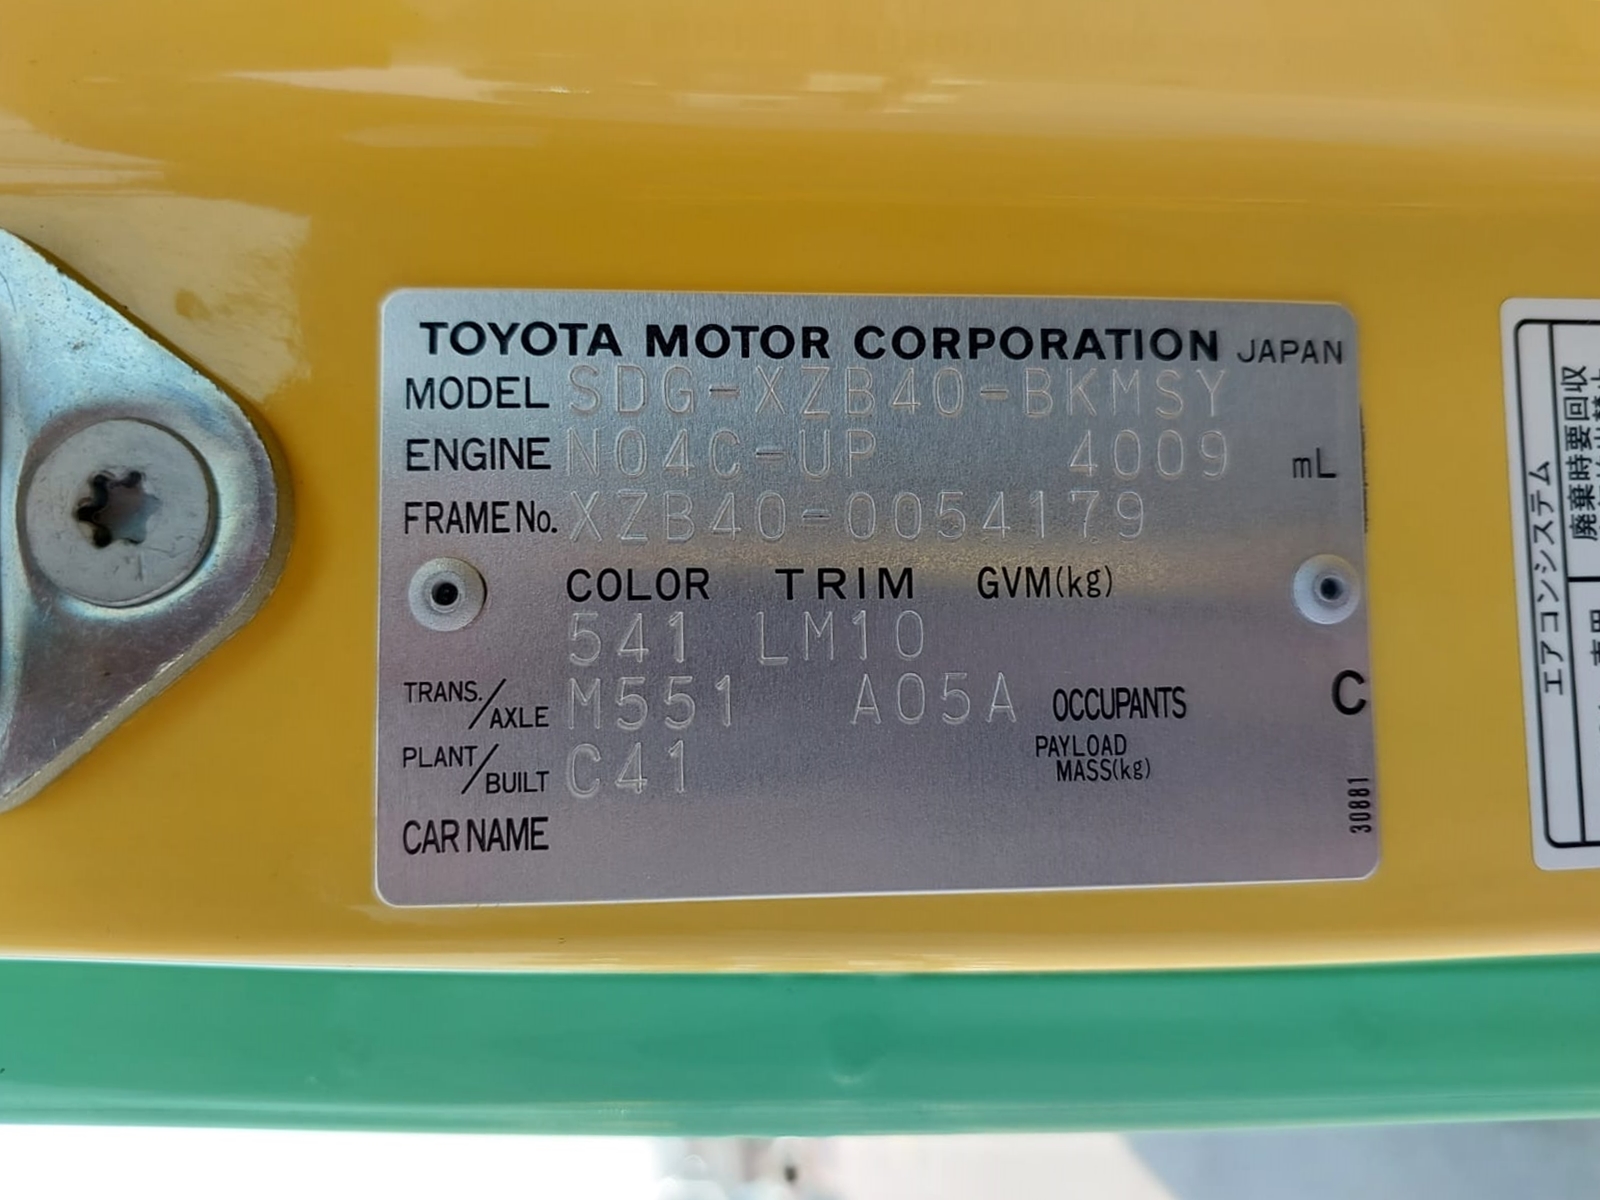 TOYOTA MOTOR CORPORATION JAPAN
MODEL SDG-XZB40-BKMSY
ENGINE N04C-UP 4009 mL
FRAME No. XZB40-0054179
COLOR TRIM GVM(kg)
541 LM10
TRANS./AXLE M551 A05A OCCUPANTS C
PLANT/BUILT C41 PAYLOAD MASS(kg)
CAR NAME
30881
エアコンシステム
廃棄時要回収